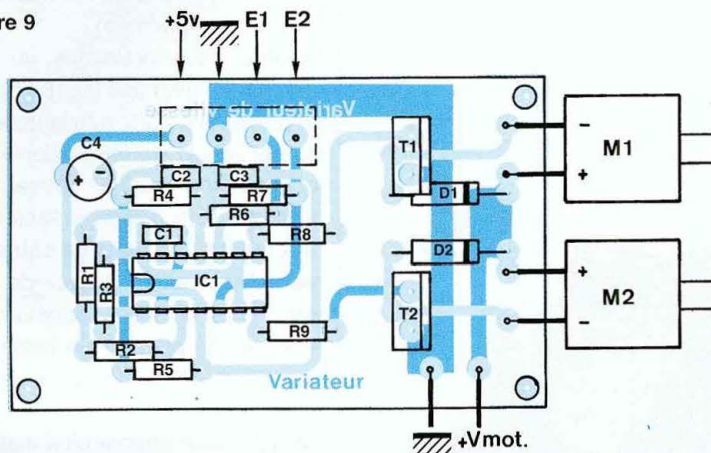 re 9
+5v E1 E2
Variateur de vitesse
C4
+ -
C2 C3
R4 R7
R6
C1 R8
R1 R3
IC1
R2
R5
R9
T1
D1
D2
T2
- M1
+
+ M2
-
Variateur
+Vmot.